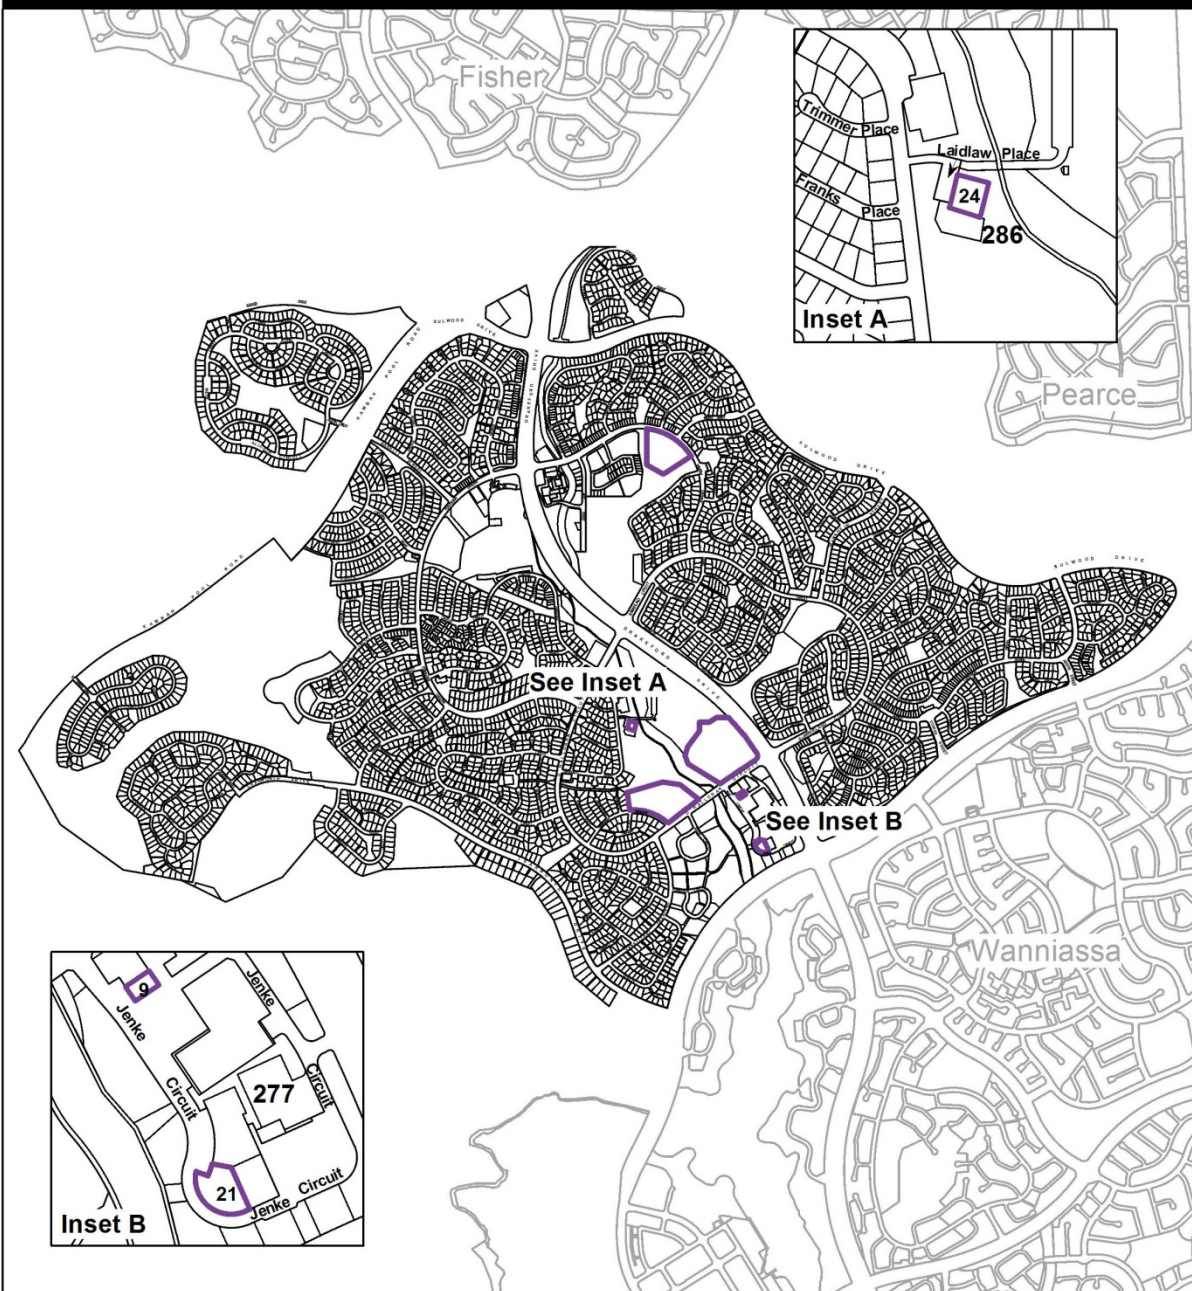 Fisher
Trimmer Place
Laidlaw Place
Franks Place
24
286
Inset A
Pearce
SULWOOD DRIVE
KAMBAH POOL ROAD
DRAKEFORD DRIVE
SULWOOD DRIVE
SULWOOD DRIVE
KAMBAH POOL ROAD
DRAKEFORD DRIVE
See Inset A
See Inset B
Wanniassa
9
Jenke
Jenke
Circuit
Circuit
277
21
Jenke Circuit
Inset B